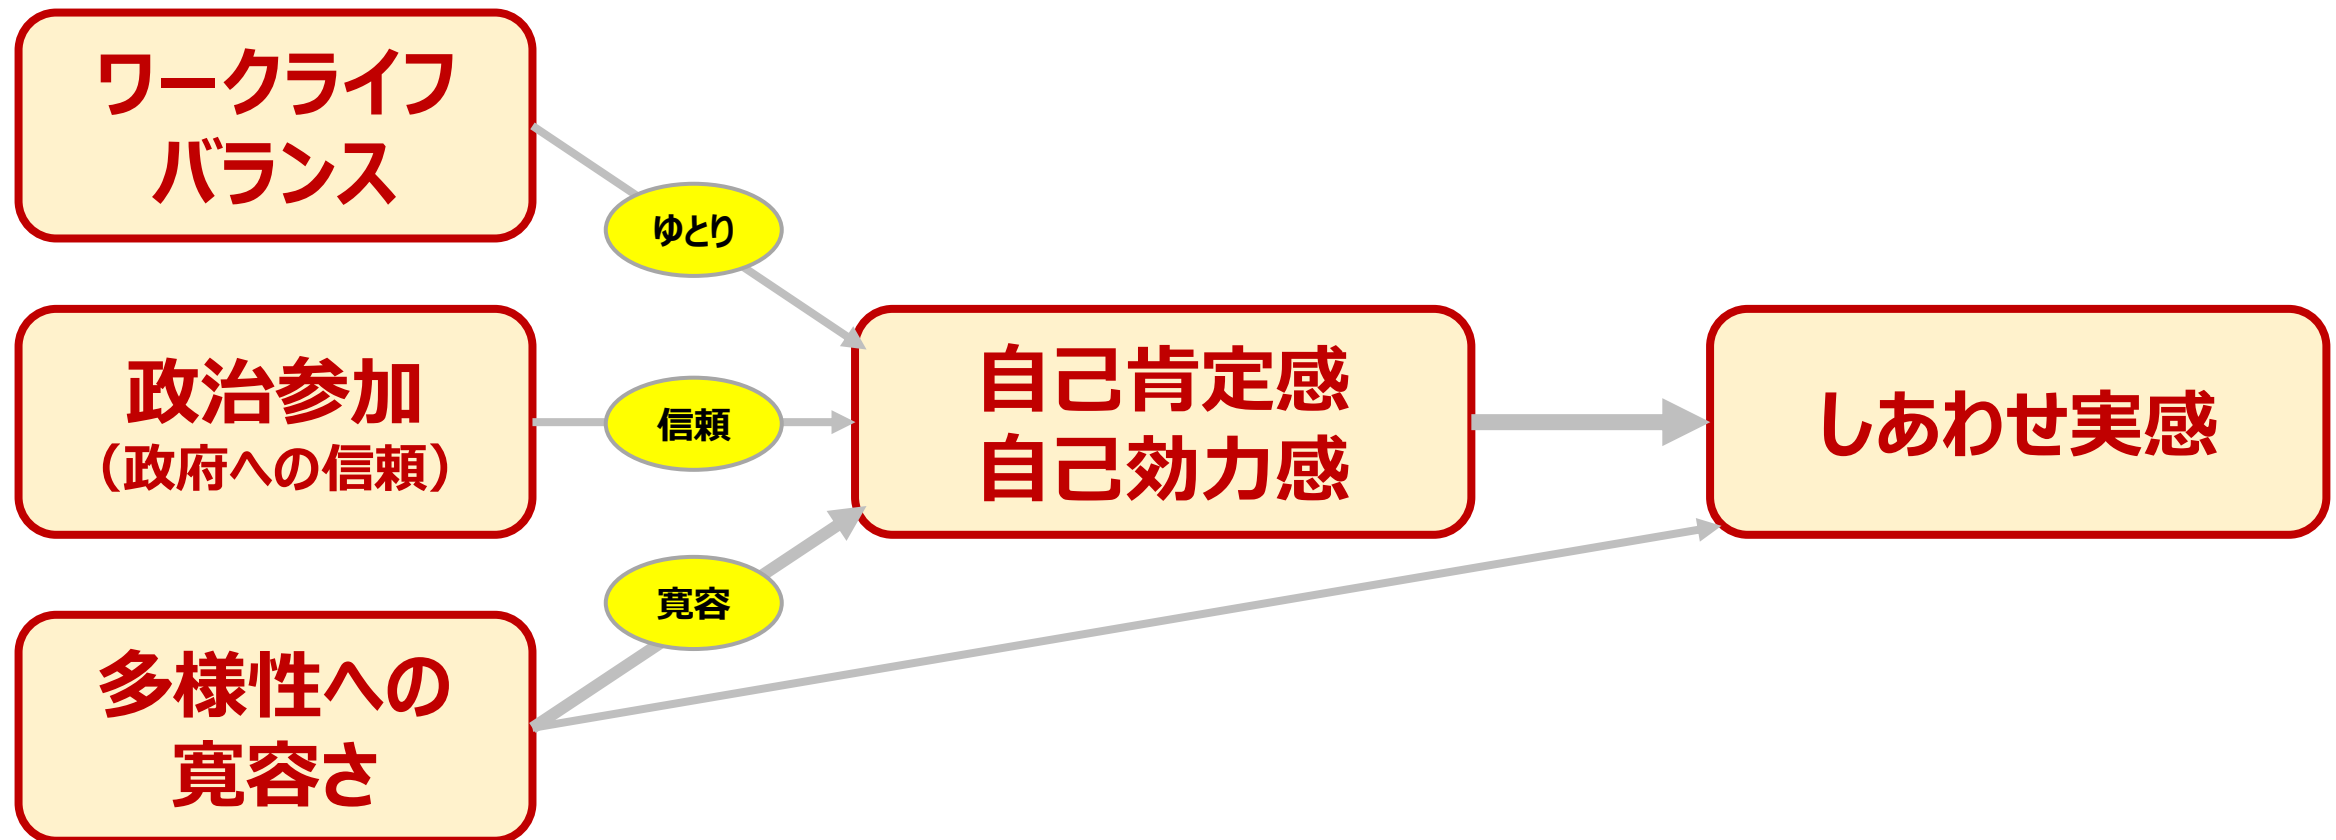 ワークライフ
バランス
ゆとり
政治参加
（政府への信頼）
信頼
自己肯定感
自己効力感
しあわせ実感
寛容
多様性への
寛容さ